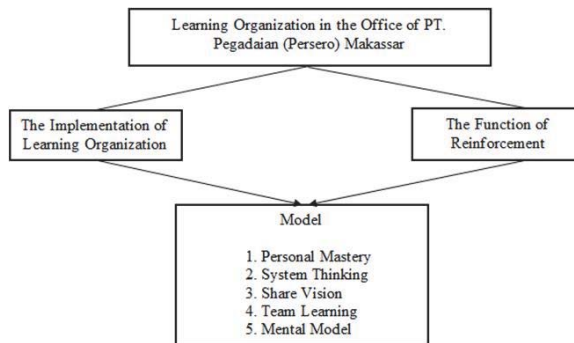 Learning Organization in the Office of PT.
Pegadaian (Persero) Makassar
The Implementation of
Learning Organization
The Function of
Reinforcement
Model
1. Personal Mastery
2. System Thinking
3. Share Vision
4. Team Learning
5. Mental Model